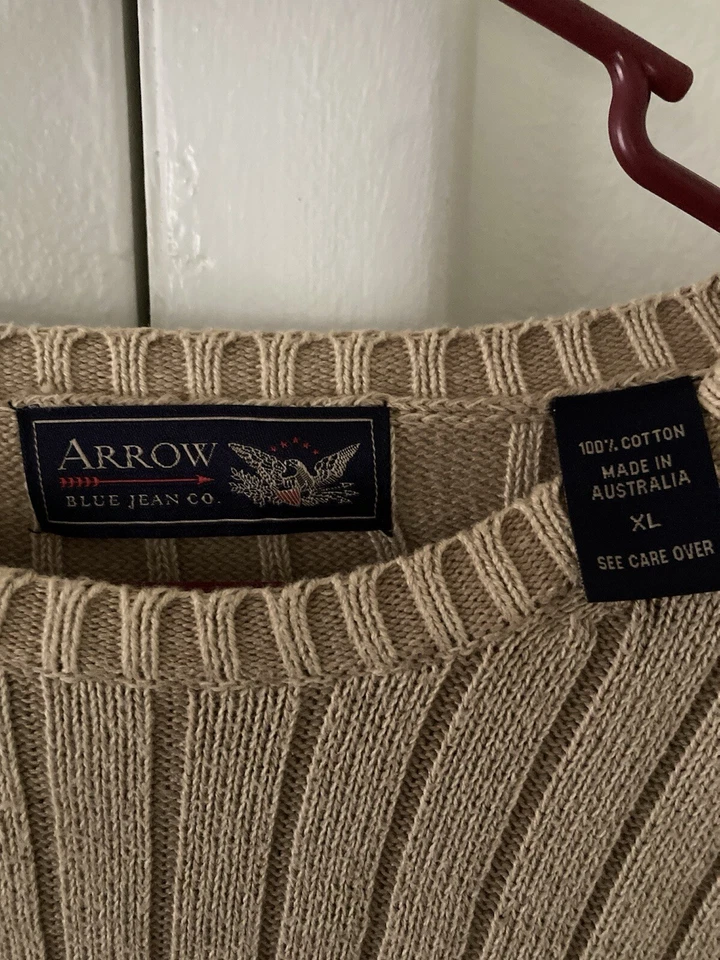 ARROW
BLUE JEAN CO.
100% COTTON
MADE IN
AUSTRALIA
XL
SEE CARE OVER